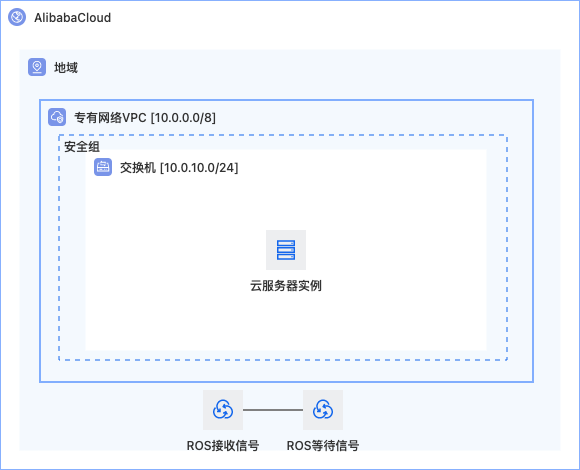 AlibabaCloud
地域
专有网络VPC [10.0.0.0/8]
安全组
交换机 [10.0.10.0/24]
云服务器实例
ROS接收信号 ROS等待信号